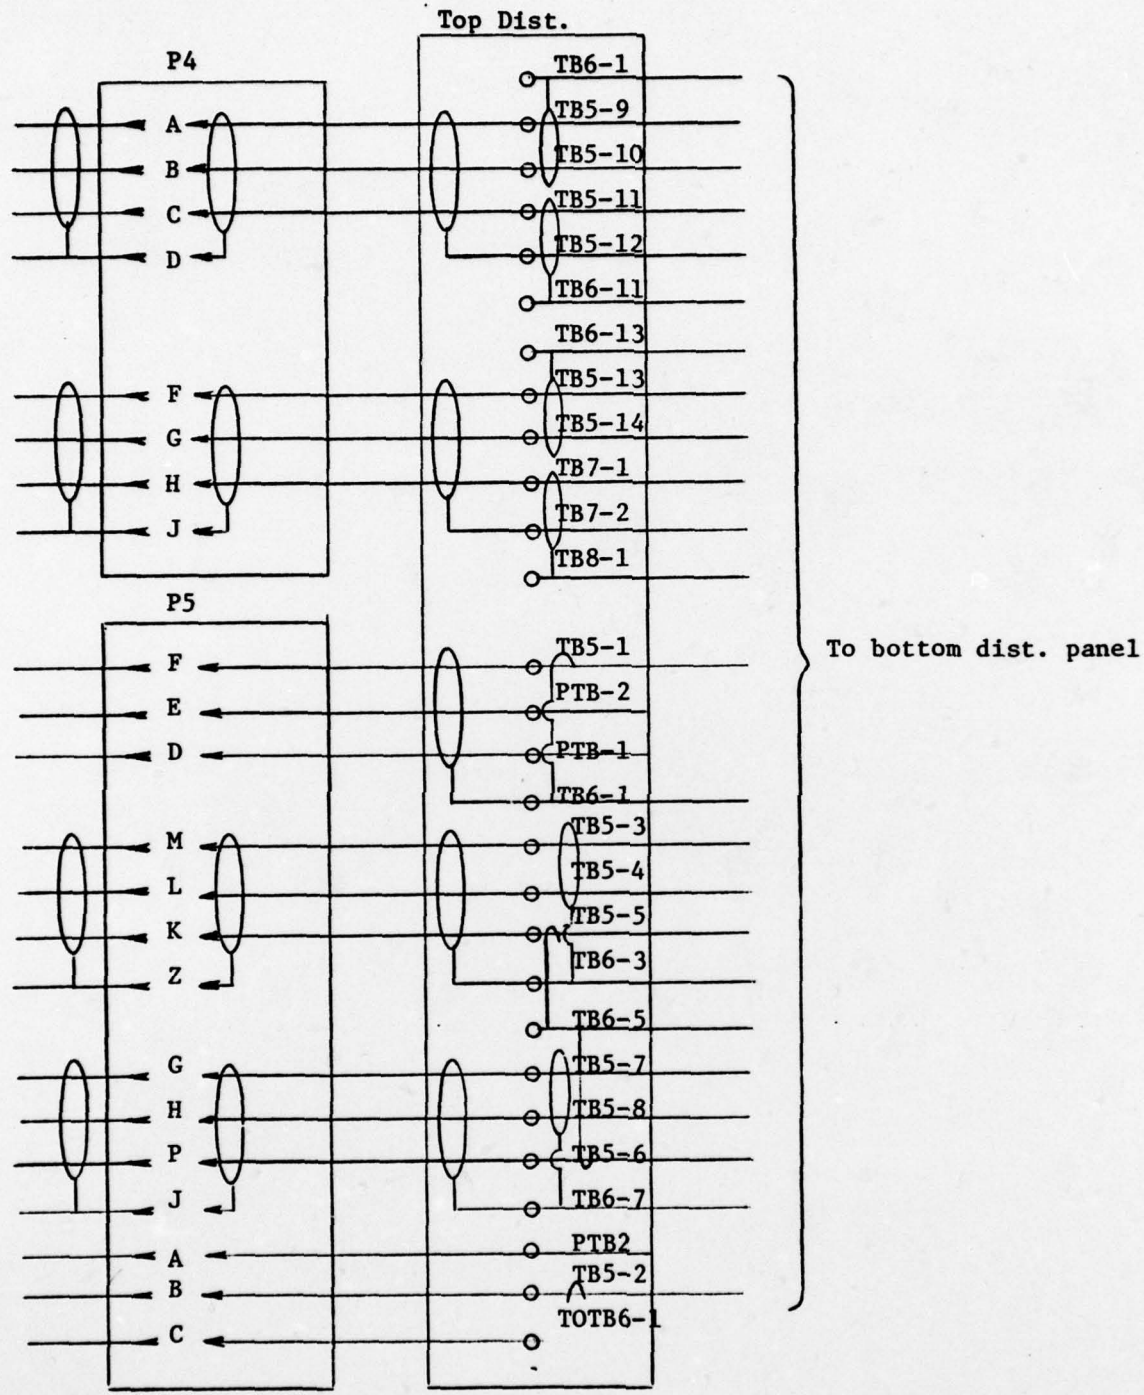 Top Dist.
P4
TB6-1
A
TB5-9
B
TB5-10
C
TB5-11
D
TB5-12
TB6-11
TB6-13
F
TB5-13
G
TB5-14
H
TB7-1
J
TB7-2
TB8-1
P5
F
TB5-1
To bottom dist. panel
E
PTB-2
D
PTB-1
TB6-1
M
TB5-3
L
TB5-4
K
TB5-5
Z
TB6-3
TB6-5
G
TB5-7
H
TB5-8
P
TB5-6
J
TB6-7
A
PTB2
B
TB5-2
TOTB6-1
C